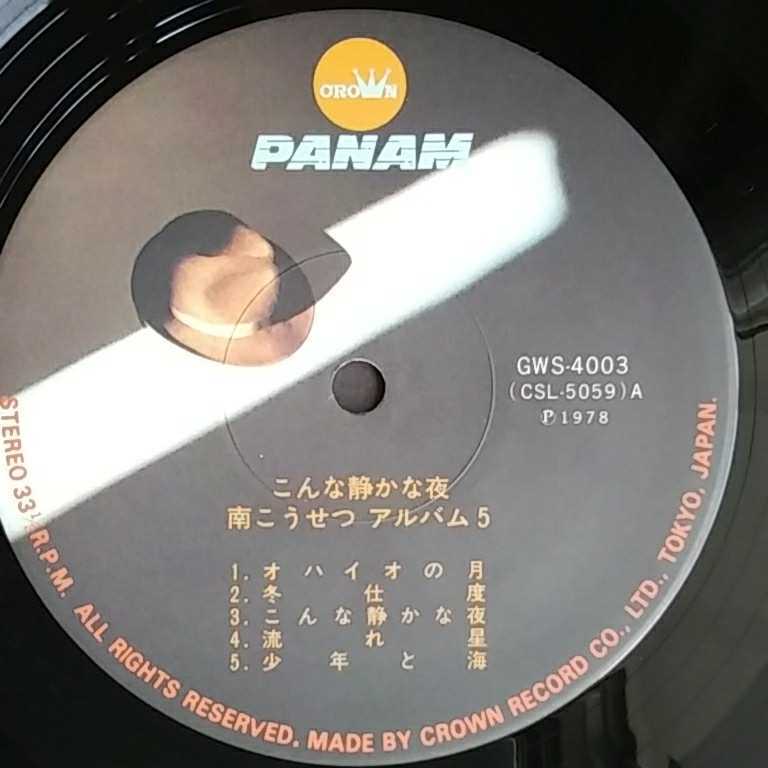 CROWN
PANAM
GWS-4003
(CSL-5059)A
Ⓟ1978
こんな静かな夜
南こうせつ アルバム5
1. オハイオの月
2. 冬仕度
3. こんな静かな夜
4. 流れ星
5. 少年と海
STEREO 33⅓ R.P.M. ALL RIGHTS RESERVED. MADE BY CROWN RECORD CO., LTD., TOKYO, JAPAN.